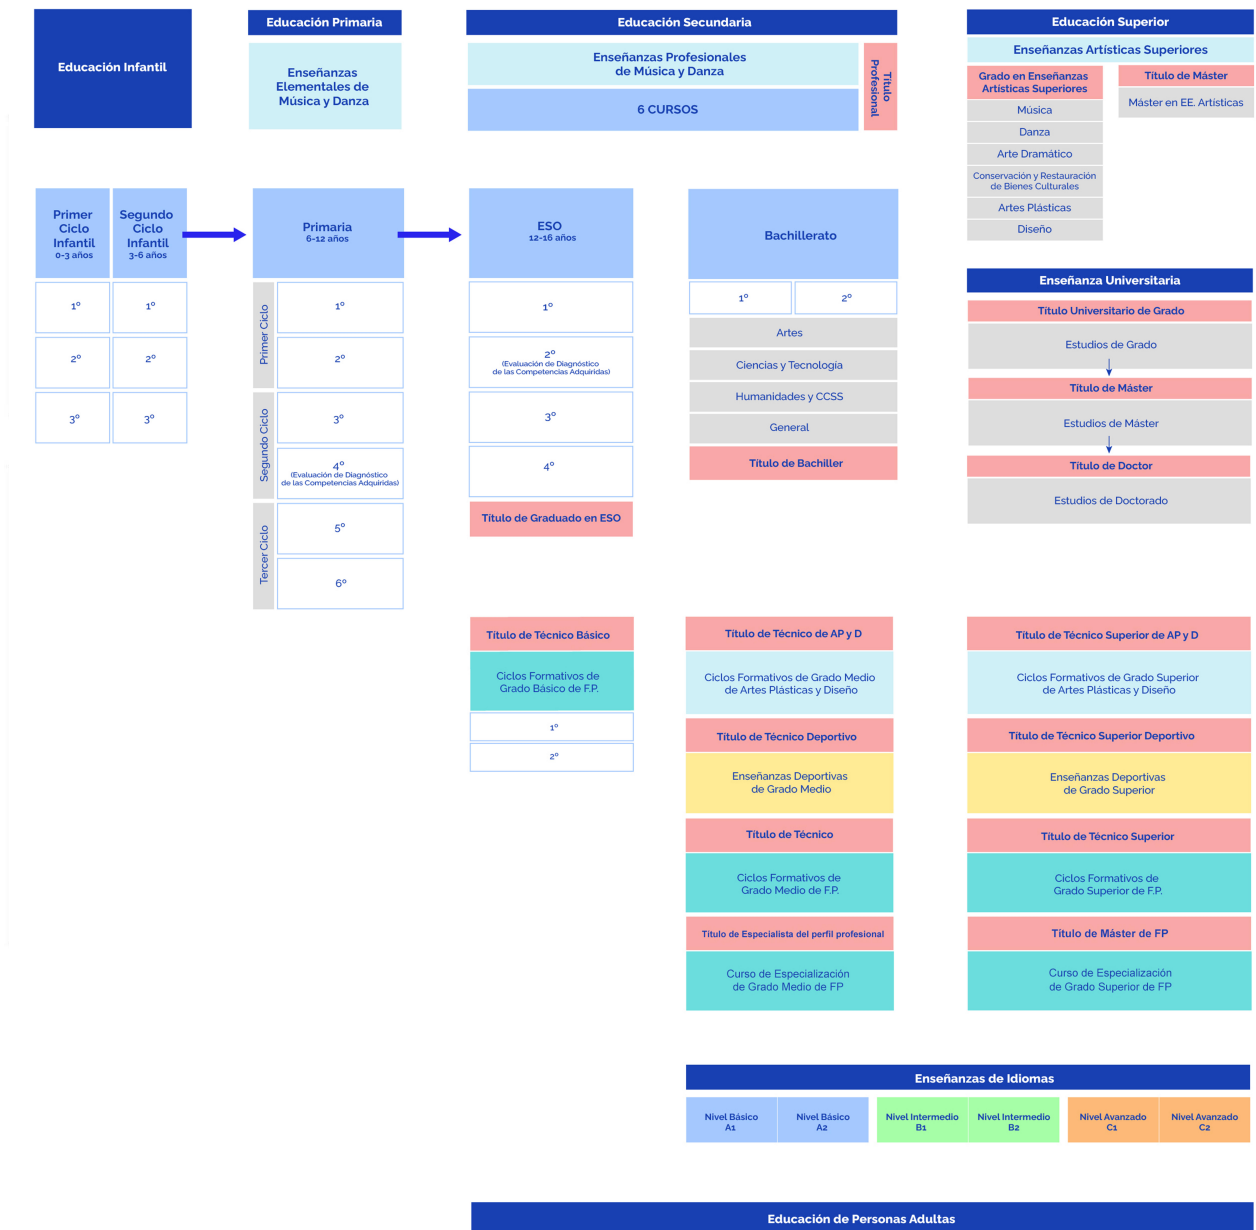 Educación Infantil
Educación Primaria
Enseñanzas
Elementales de
Música y Danza
Educación Secundaria
Enseñanzas Profesionales
de Música y Danza
6 CURSOS
Título
Profesional
Educación Superior
Enseñanzas Artísticas Superiores
Grado en Enseñanzas
Artísticas Superiores
Música
Danza
Arte Dramático
Conservación y Restauración
de Bienes Culturales
Artes Plásticas
Diseño
Título de Máster
Máster en EE. Artísticas
Primer
Ciclo
Infantil
0-3 años
1º
2º
3º
Segundo
Ciclo
Infantil
3-6 años
1º
2º
3º
Primaria
6-12 años
Primer Ciclo
1º
2º
Segundo Ciclo
3º
4º
(Evaluación de Diagnóstico
de las Competencias Adquiridas)
Tercer Ciclo
5º
6º
ESO
12-16 años
1º
2º
(Evaluación de Diagnóstico
de las Competencias Adquiridas)
3º
4º
Título de Graduado en ESO
Bachillerato
1º
2º
Artes
Ciencias y Tecnología
Humanidades y CCSS
General
Título de Bachiller
Enseñanza Universitaria
Título Universitario de Grado
Estudios de Grado
Título de Máster
Estudios de Máster
Título de Doctor
Estudios de Doctorado
Título de Técnico Básico
Ciclos Formativos de
Grado Básico de F.P.
1º
2º
Título de Técnico de AP y D
Ciclos Formativos de Grado Medio
de Artes Plásticas y Diseño
Título de Técnico Deportivo
Enseñanzas Deportivas
de Grado Medio
Título de Técnico
Ciclos Formativos de
Grado Medio de F.P.
Título de Especialista del perfil profesional
Curso de Especialización
de Grado Medio de FP
Título de Técnico Superior de AP y D
Ciclos Formativos de Grado Superior
de Artes Plásticas y Diseño
Título de Técnico Superior Deportivo
Enseñanzas Deportivas
de Grado Superior
Título de Técnico Superior
Ciclos Formativos de
Grado Superior de F.P.
Título de Máster de FP
Curso de Especialización
de Grado Superior de FP
Enseñanzas de Idiomas
Nivel Básico
A1
Nivel Básico
A2
Nivel Intermedio
B1
Nivel Intermedio
B2
Nivel Avanzado
C1
Nivel Avanzado
C2
Educación de Personas Adultas